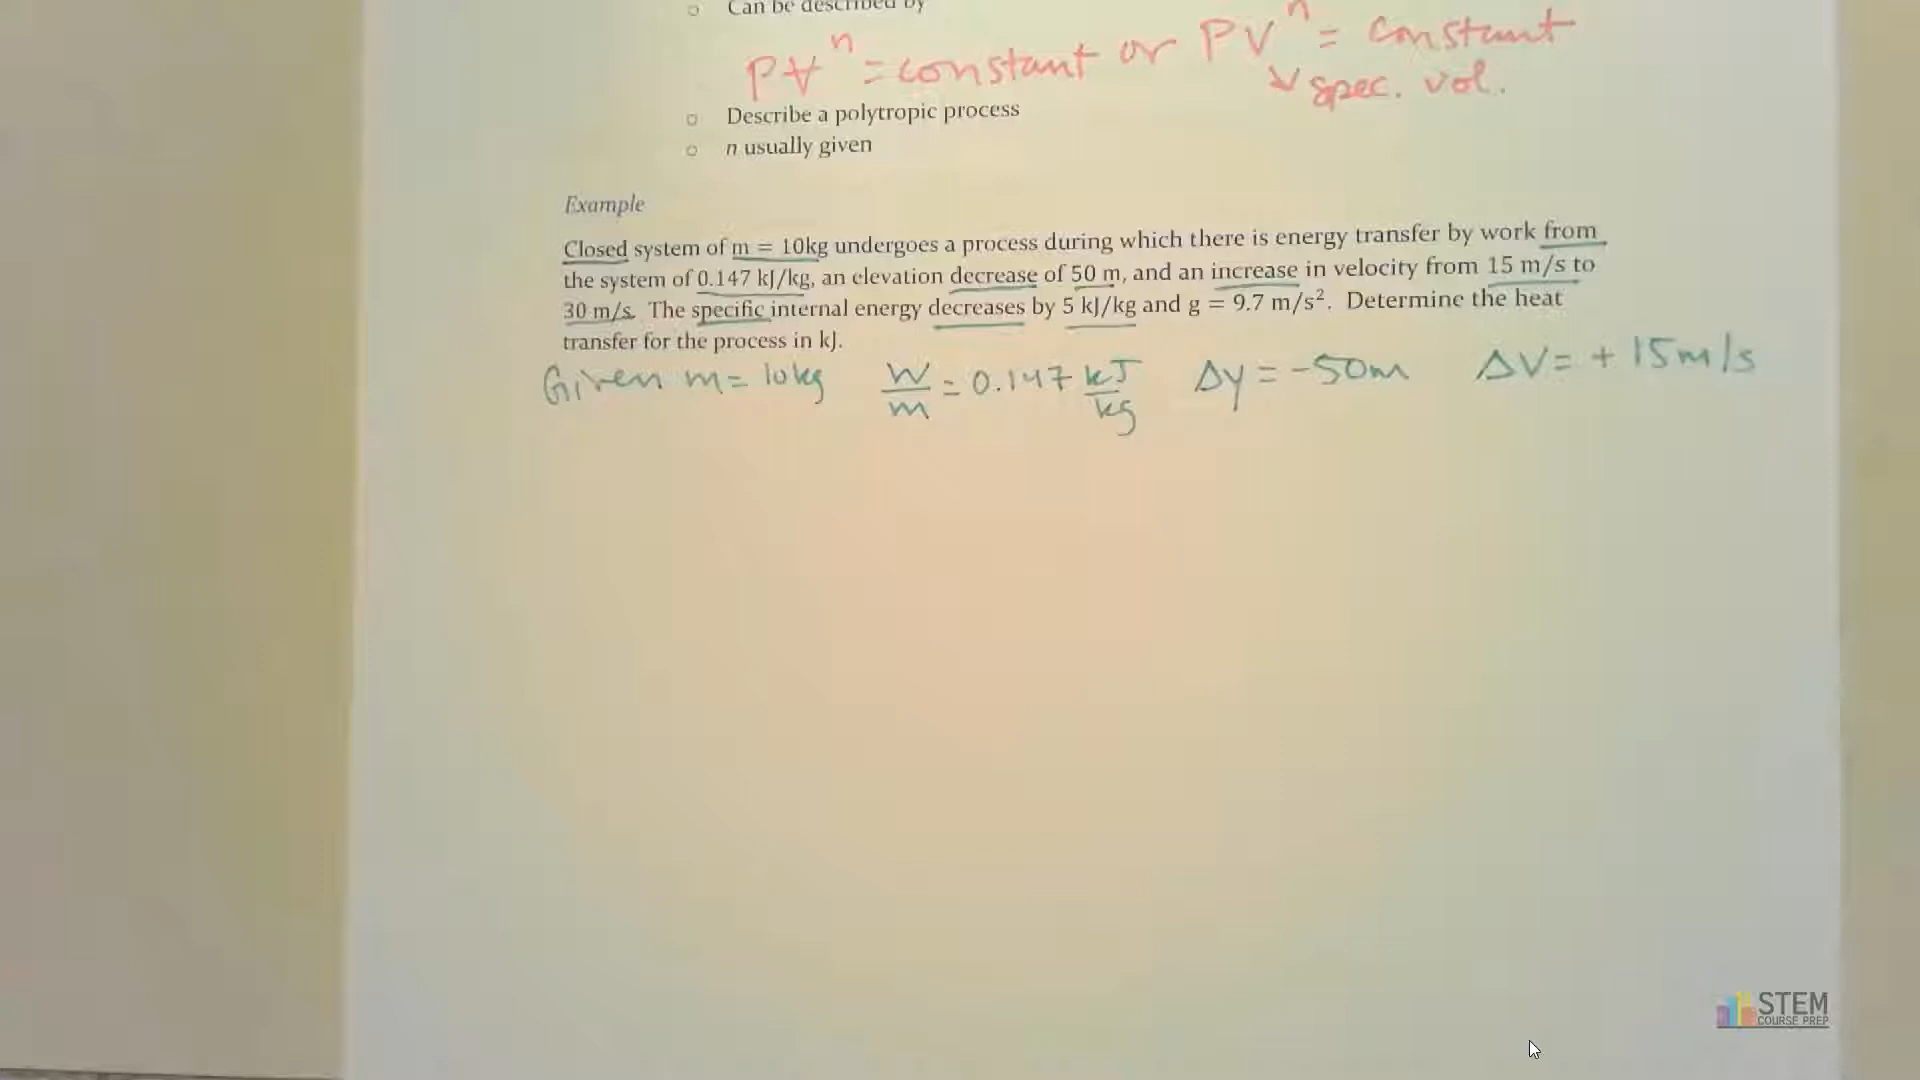 Can be described by
PV^n = constant or PV^n = constant
↘ spec. vol.
Describe a polytropic process
n usually given
Example
Closed system of m = 10kg undergoes a process during which there is energy transfer by work from
the system of 0.147 kJ/kg, an elevation decrease of 50 m, and an increase in velocity from 15 m/s to
30 m/s. The specific internal energy decreases by 5 kJ/kg and g = 9.7 m/s². Determine the heat
transfer for the process in kJ.
Given m = 10kg W/m = 0.147 kJ/kg Δy = -50m ΔV = +15m/s
STEM
COURSE PREP